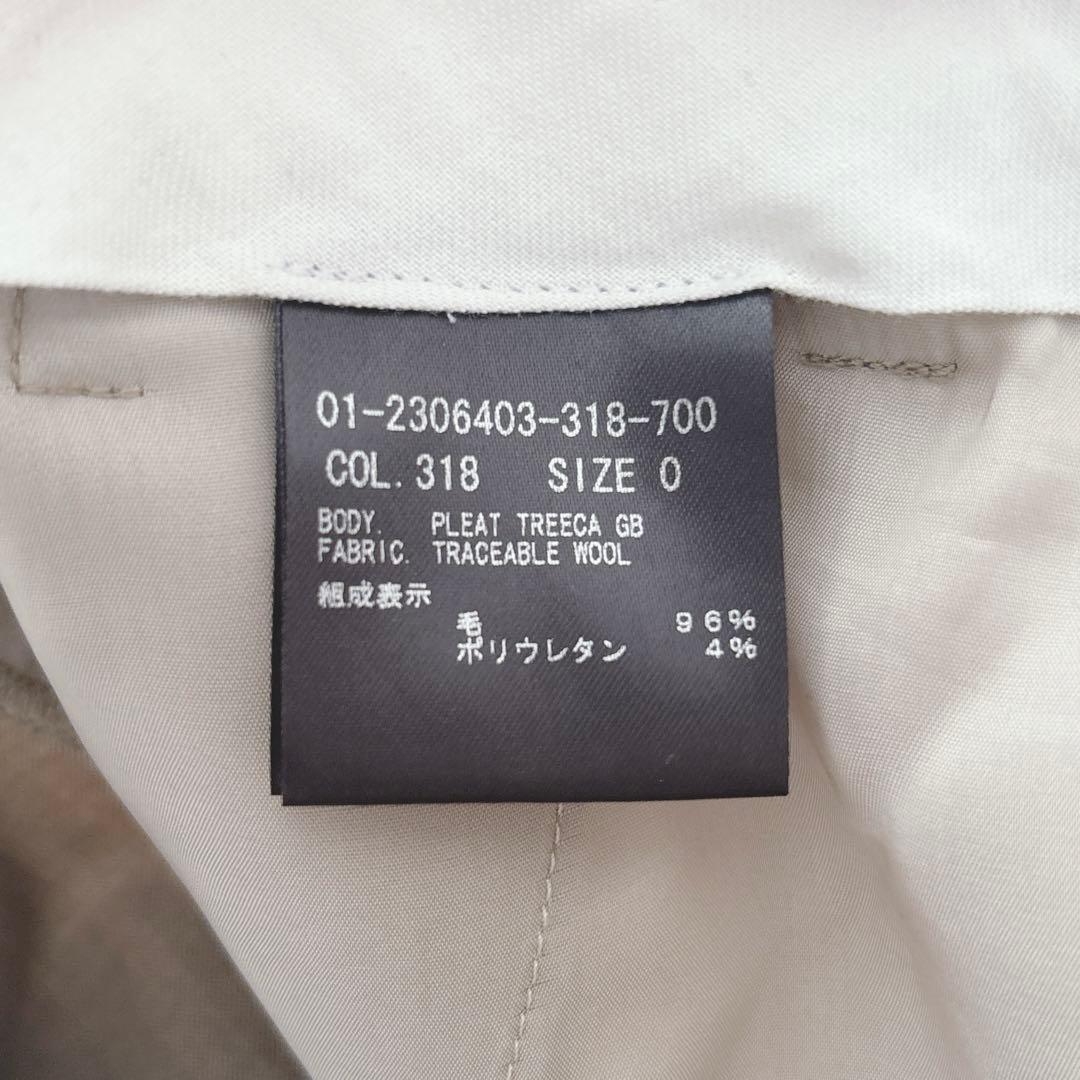 01-2306403-318-700
COL. 318 SIZE 0
BODY. PLEAT TREECA GB
FABRIC. TRACEABLE WOOL
組成表示
毛 96%
ポリウレタン 4%